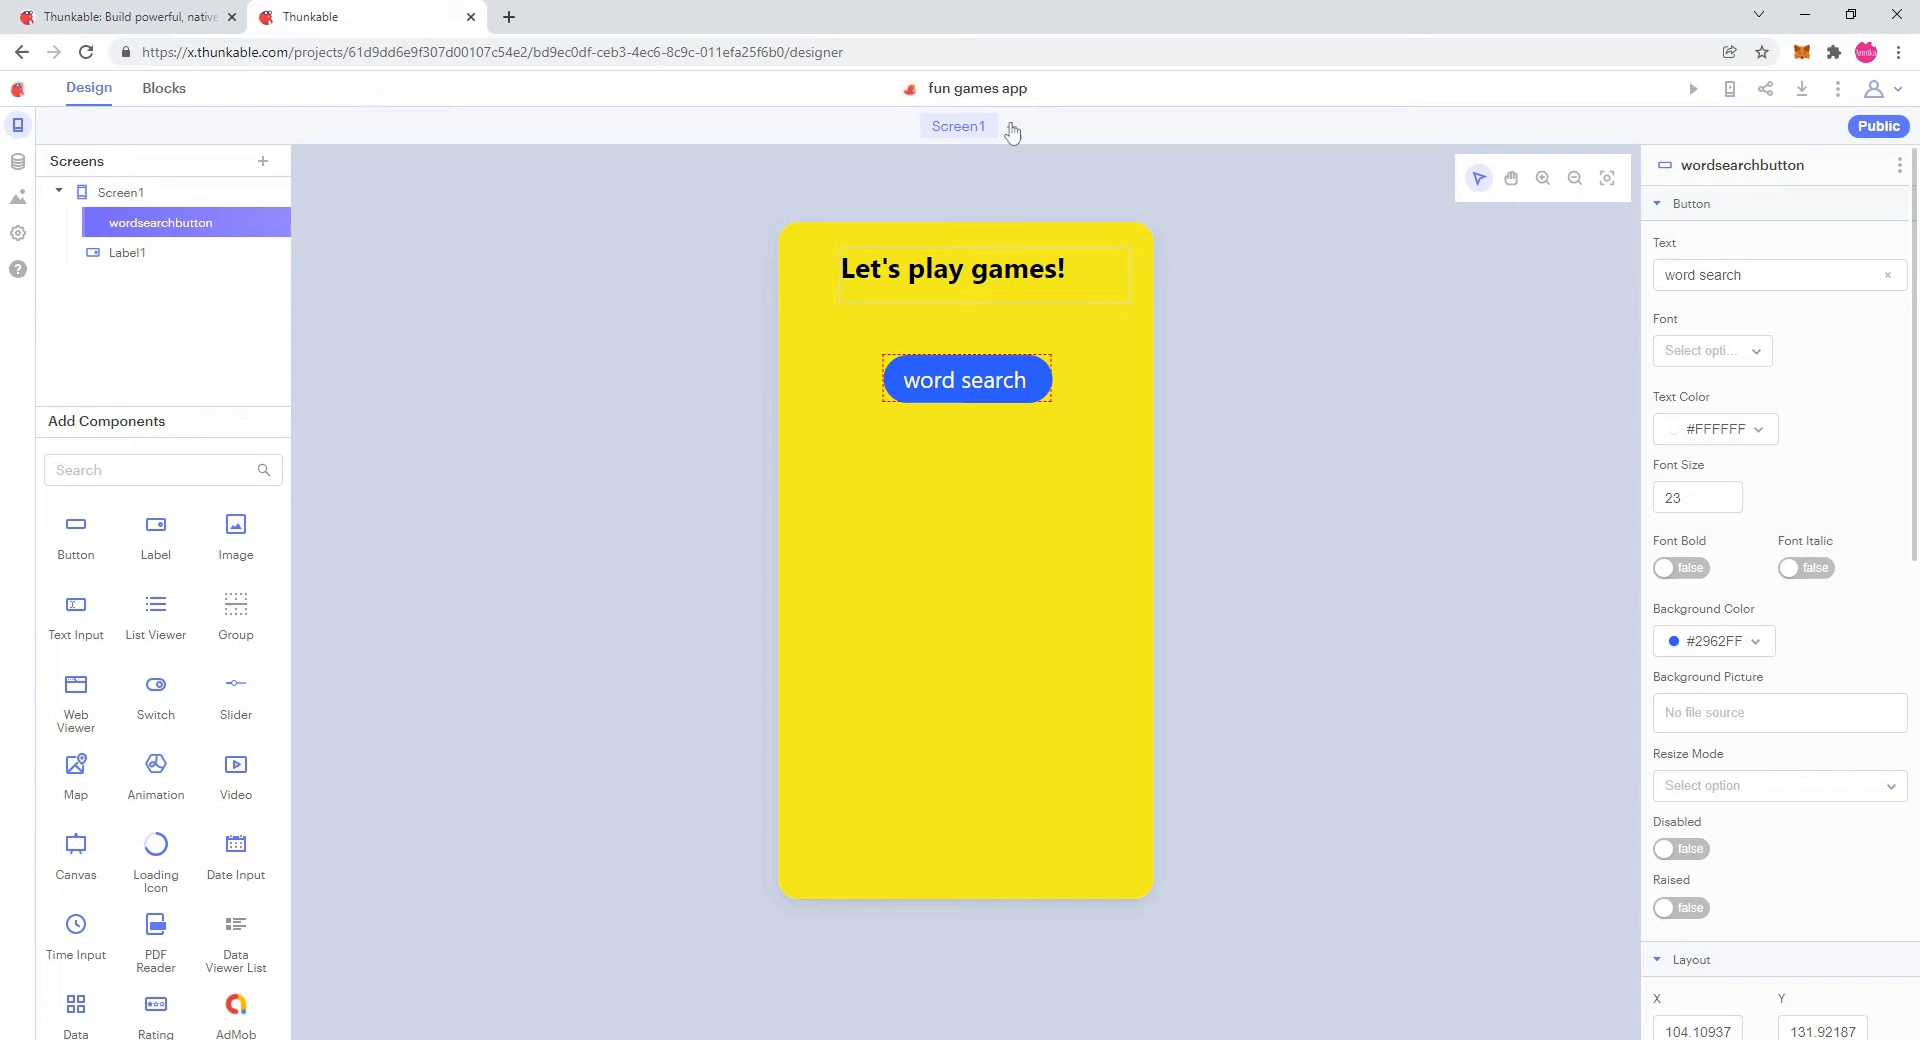 Thunkable: Build powerful, native
Thunkable
https://x.thunkable.com/projects/61d9dd6e9f307d00107c54e2/bd9ec0df-ceb3-4ec6-8c9c-011efa25f6b0/designer
Annika
Design
Blocks
fun games app
Screen1
Public
Screens
Screen1
wordsearchbutton
Label1
Add Components
Search
Button
Label
Image
Text Input
List Viewer
Group
Web
Viewer
Switch
Slider
Map
Animation
Video
Canvas
Loading
Icon
Date Input
Time Input
PDF
Reader
Data
Viewer List
Data
Rating
AdMob
Let's play games!
word search
wordsearchbutton
Button
Text
word search
Font
Select opti...
Text Color
#FFFFFF
Font Size
23
Font Bold
Font Italic
false
false
Background Color
#2962FF
Background Picture
No file source
Resize Mode
Select option
Disabled
false
Raised
false
Layout
X
Y
104.10937
131.92187